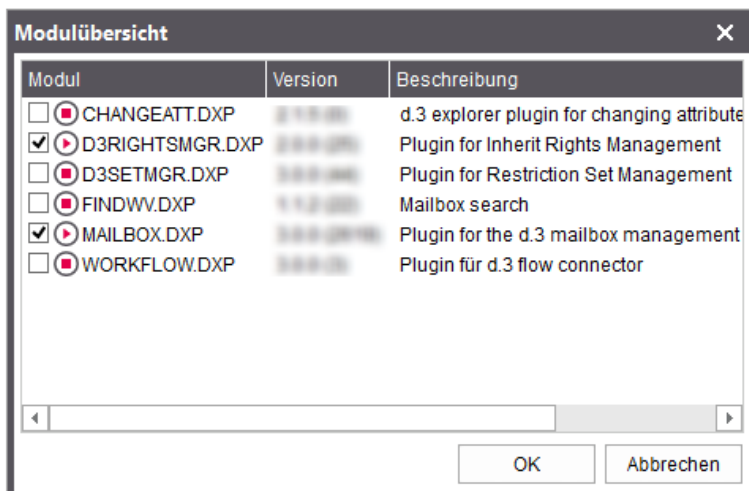 Modulübersicht
Modul Version Beschreibung
CHANGEATT.DXP d.3 explorer plugin for changing attribute
D3RIGHTSMGR.DXP Plugin for Inherit Rights Management
D3SETMGR.DXP Plugin for Restriction Set Management
FINDWV.DXP Mailbox search
MAILBOX.DXP Plugin for the d.3 mailbox management
WORKFLOW.DXP Plugin für d.3 flow connector
OK Abbrechen